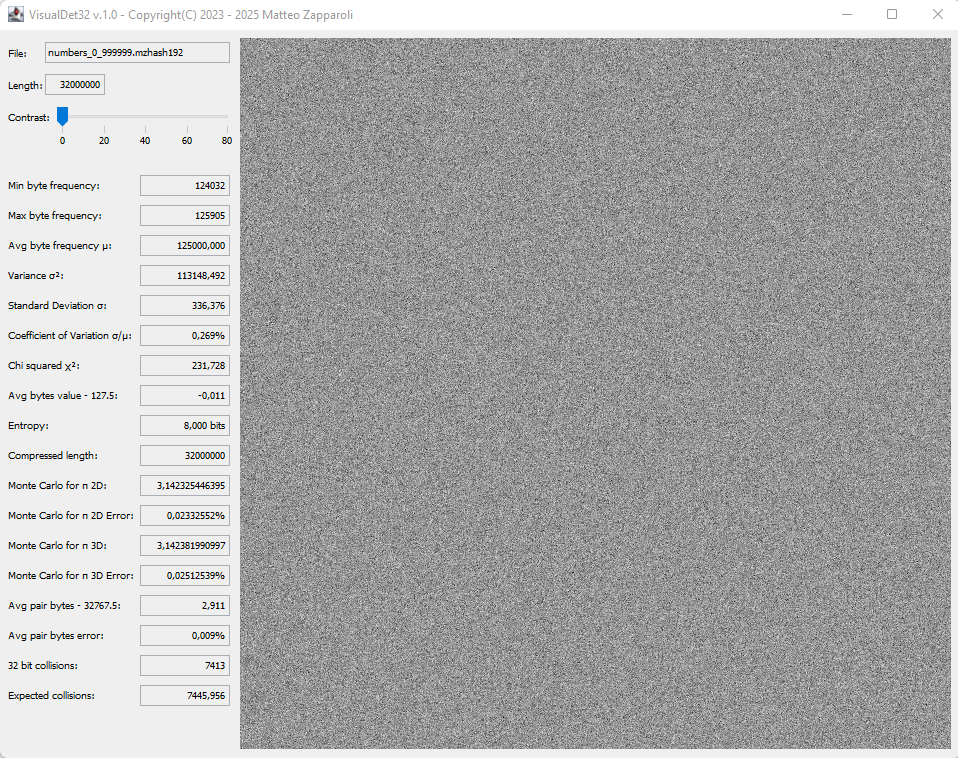 VisualDet32 v.1.0 - Copyright(C) 2023 - 2025 Matteo Zapparoli
File: numbers_0_999999.mzhash192
Length: 32000000
Contrast:
0 20 40 60 80
Min byte frequency: 124032
Max byte frequency: 125905
Avg byte frequency μ: 125000,000
Variance σ²: 113148,492
Standard Deviation σ: 336,376
Coefficient of Variation σ/μ: 0,269%
Chi squared χ²: 231,728
Avg bytes value - 127.5: -0,011
Entropy: 8,000 bits
Compressed length: 32000000
Monte Carlo for π 2D: 3,142325446395
Monte Carlo for π 2D Error: 0,02332552%
Monte Carlo for π 3D: 3,142381990997
Monte Carlo for π 3D Error: 0,02512539%
Avg pair bytes - 32767.5: 2,911
Avg pair bytes error: 0,009%
32 bit collisions: 7413
Expected collisions: 7445,956